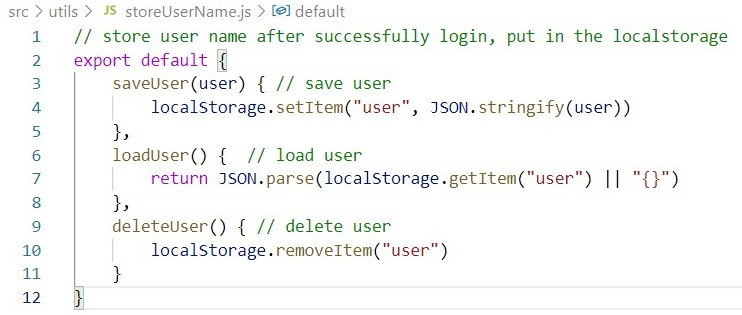 src > utils > JS storeUserName.js > default
1 // store user name after successfully login, put in the localstorage
2 export default {
3     saveUser(user) { // save user
4         localStorage.setItem("user", JSON.stringify(user))
5     },
6     loadUser() {  // load user
7         return JSON.parse(localStorage.getItem("user") || "{}")
8     },
9     deleteUser() { // delete user
10         localStorage.removeItem("user")
11     }
12 }